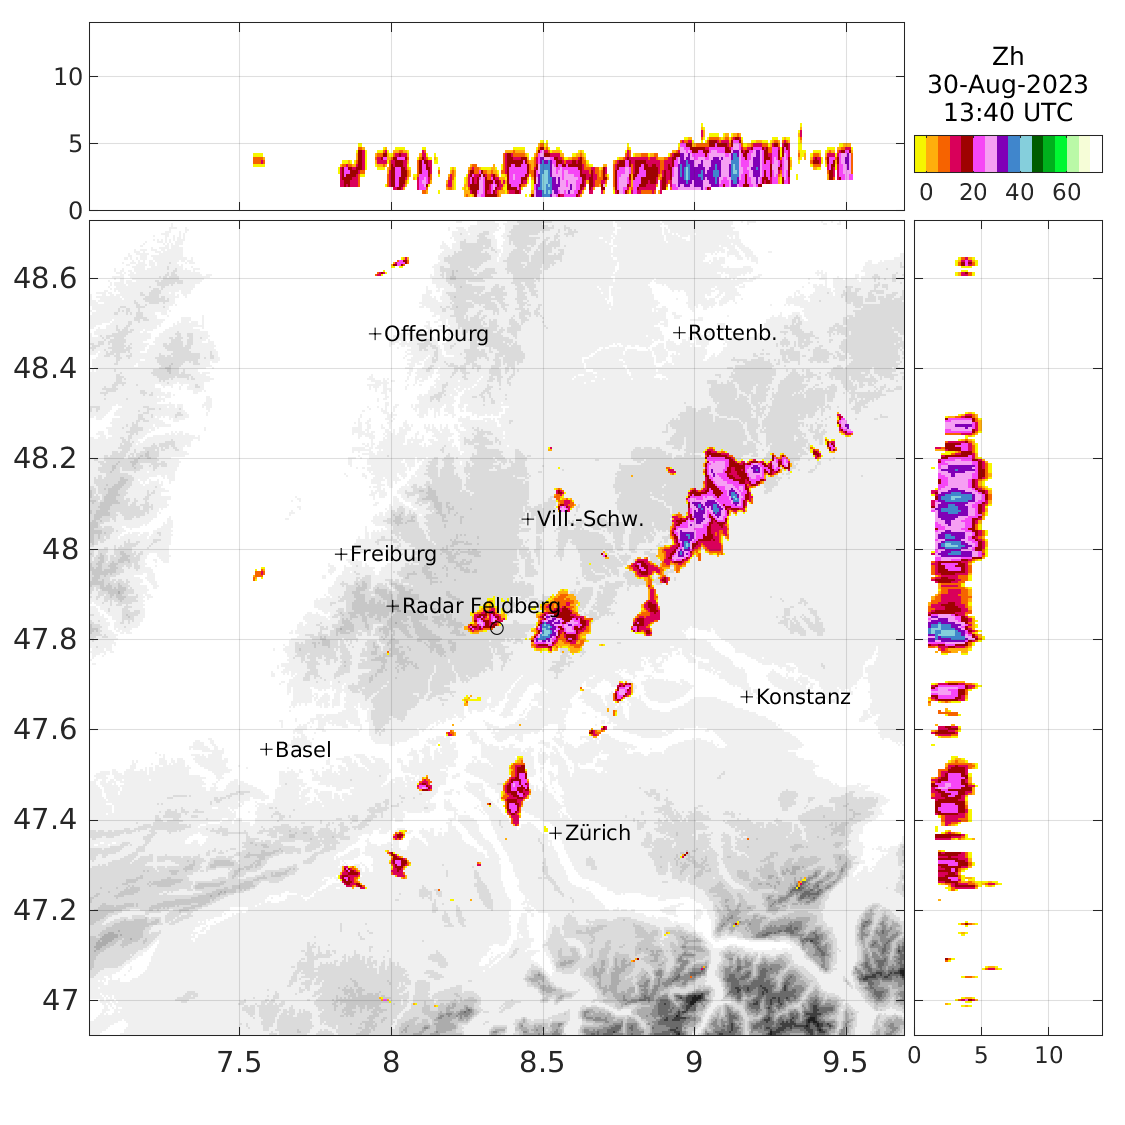 Zh
30-Aug-2023
13:40 UTC
10
5
0
0 20 40 60
48.6
48.4
48.2
48
47.8
47.6
47.4
47.2
47
+Offenburg
+Rottenb.
+Vill.-Schw.
+Freiburg
+Radar Feldberg
+Konstanz
+Basel
+Zürich
7.5 8 8.5 9 9.5
0 5 10